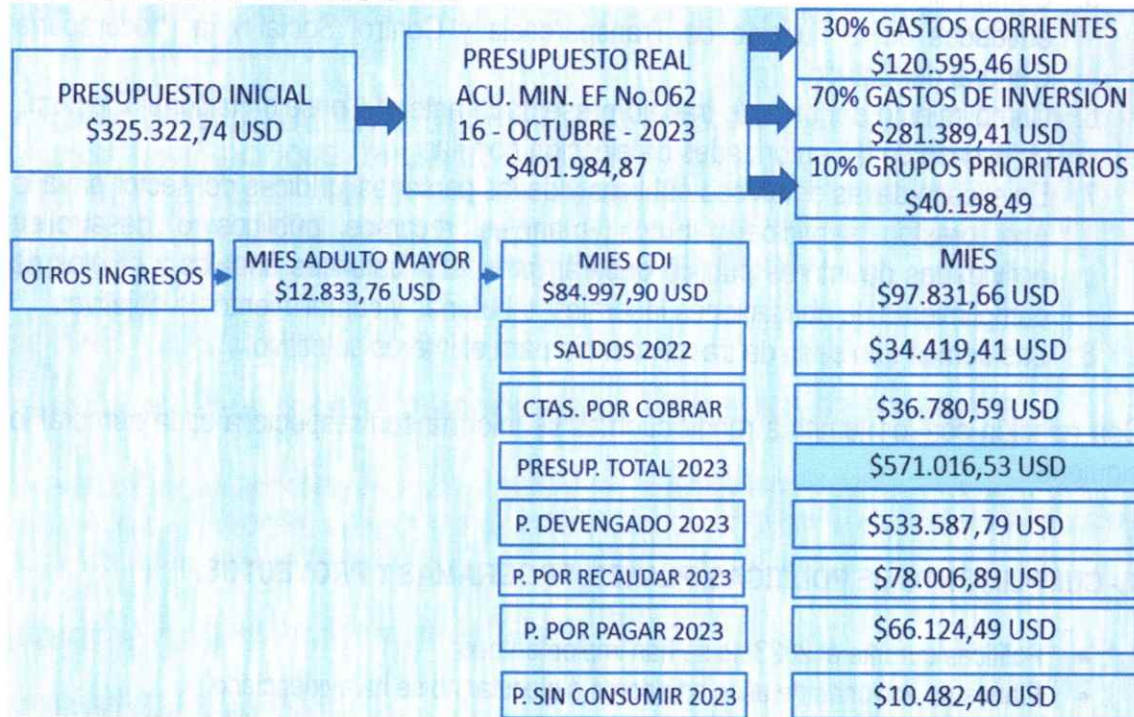 PRESUPUESTO INICIAL
$325.322,74 USD
PRESUPUESTO REAL
ACU. MIN. EF No 062
16 - OCTUBRE - 2023
$401.984,87
30% GASTOS CORRIENTES
$120.595,46 USD
70% GASTOS DE INVERSIÓN
$281.389,41 USD
10% GRUPOS PRIORITARIOS
$40.198,49
OTROS INGRESOS
MIES ADULTO MAYOR
$12.833,76 USD
MIES CDI
$84.997,90 USD
MIES
$97.831,66 USD
SALDOS 2022
$34.419,41 USD
CTAS. POR COBRAR
$36.780,59 USD
PRESUP. TOTAL 2023
$571.016,53 USD
P. DEVENGADO 2023
$533.587,79 USD
P. POR RECAUDAR 2023
$78.006,89 USD
P. POR PAGAR 2023
$66.124,49 USD
P. SIN CONSUMIR 2023
$10.482,40 USD